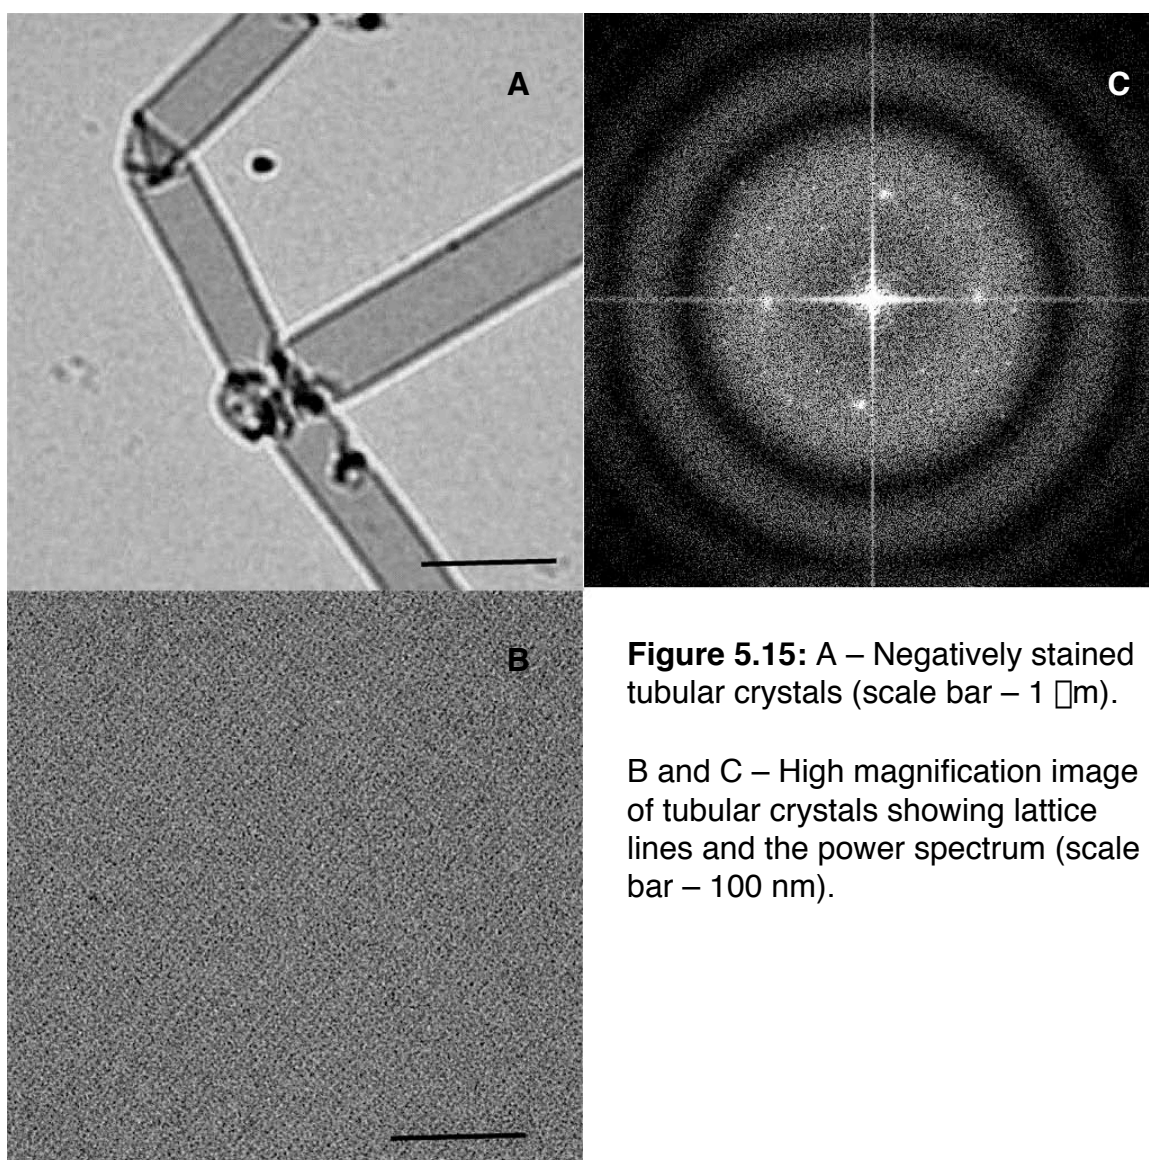 A
C
B
Figure 5.15: A – Negatively stained
tubular crystals (scale bar – 1 □m).
B and C – High magnification image
of tubular crystals showing lattice
lines and the power spectrum (scale
bar – 100 nm).